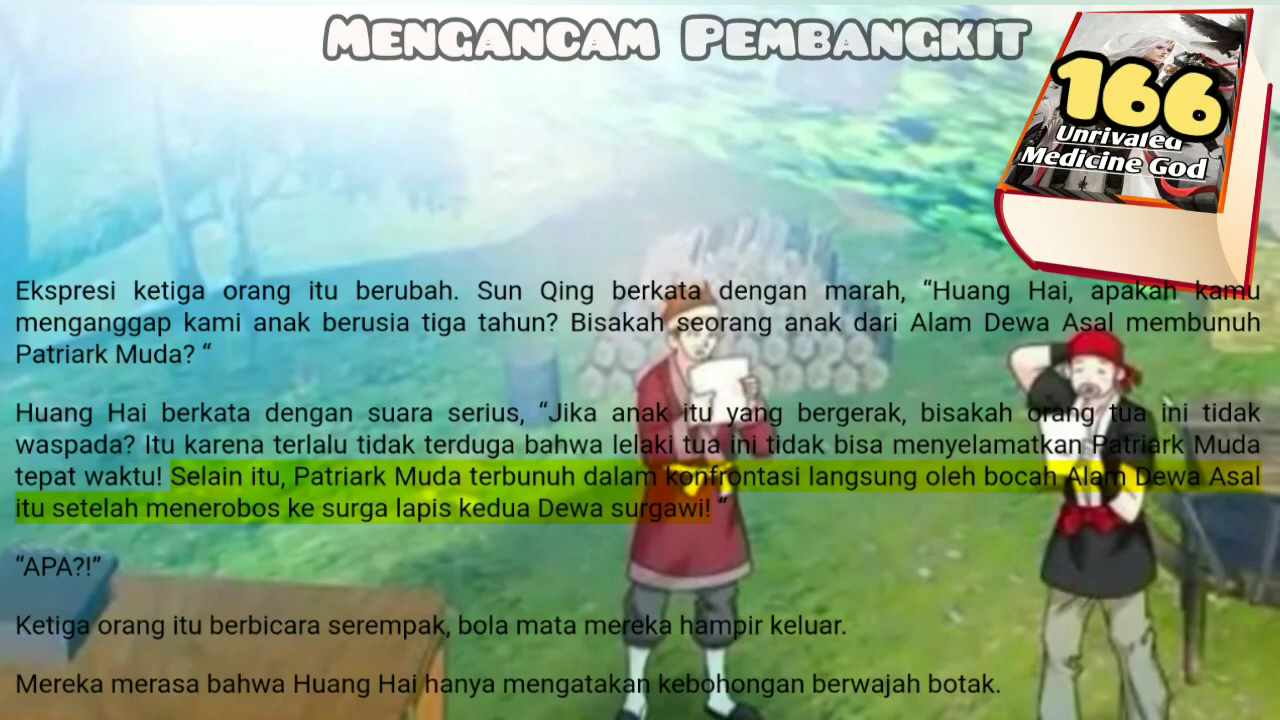 MENGANCAM PEMBANGKIT
166
Unrivaled
Medicine God
Ekspresi ketiga orang itu berubah. Sun Qing berkata dengan marah, “Huang Hai, apakah kamu
menganggap kami anak berusia tiga tahun? Bisakah seorang anak dari Alam Dewa Asal membunuh
Patriark Muda? “
Huang Hai berkata dengan suara serius, “Jika anak itu yang bergerak, bisakah orang tua ini tidak
waspada? Itu karena terlalu tidak terduga bahwa lelaki tua ini tidak bisa menyelamatkan Patriark Muda
tepat waktu! Selain itu, Patriark Muda terbunuh dalam konfrontasi langsung oleh bocah Alam Dewa Asal
itu setelah menerobos ke surga lapis kedua Dewa surgawi! “
“APA?!”
Ketiga orang itu berbicara serempak, bola mata mereka hampir keluar.
Mereka merasa bahwa Huang Hai hanya mengatakan kebohongan berwajah botak.